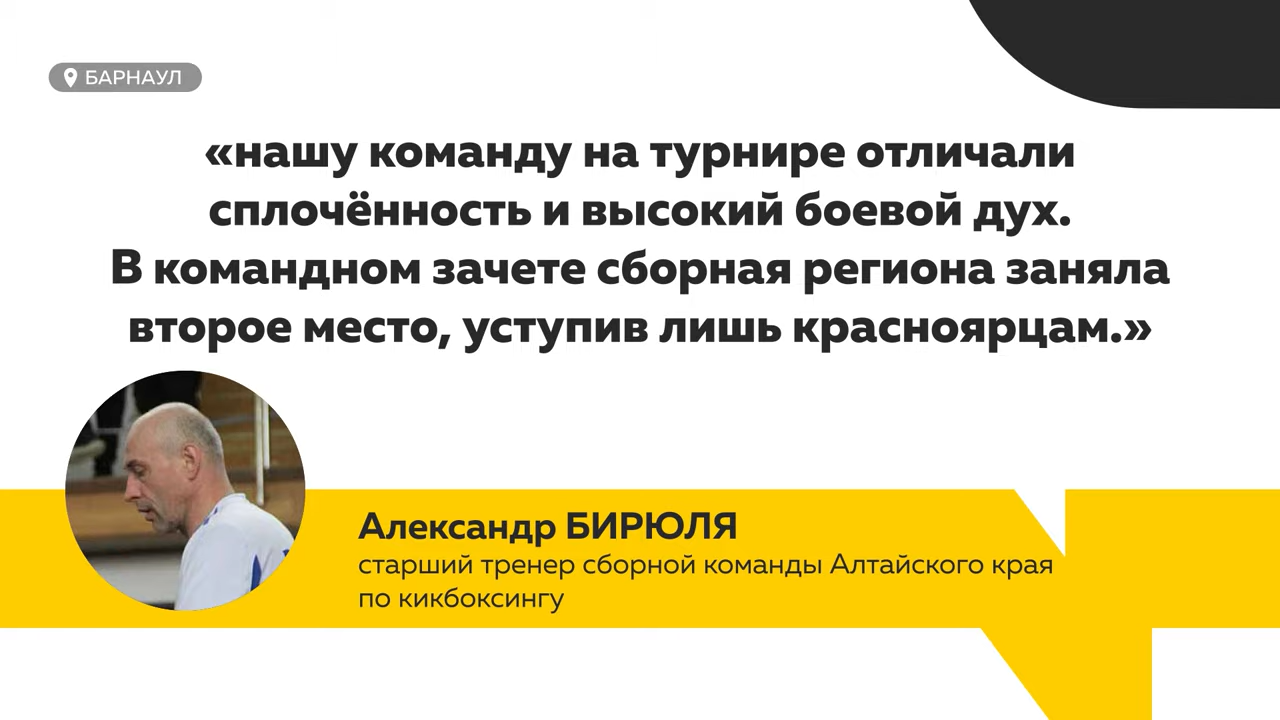 БАРНАУЛ
«нашу команду на турнире отличали
сплочённость и высокий боевой дух.
В командном зачете сборная региона заняла
второе место, уступив лишь красноярцам.»
Александр БИРЮЛЯ
старший тренер сборной команды Алтайского края
по кикбоксингу